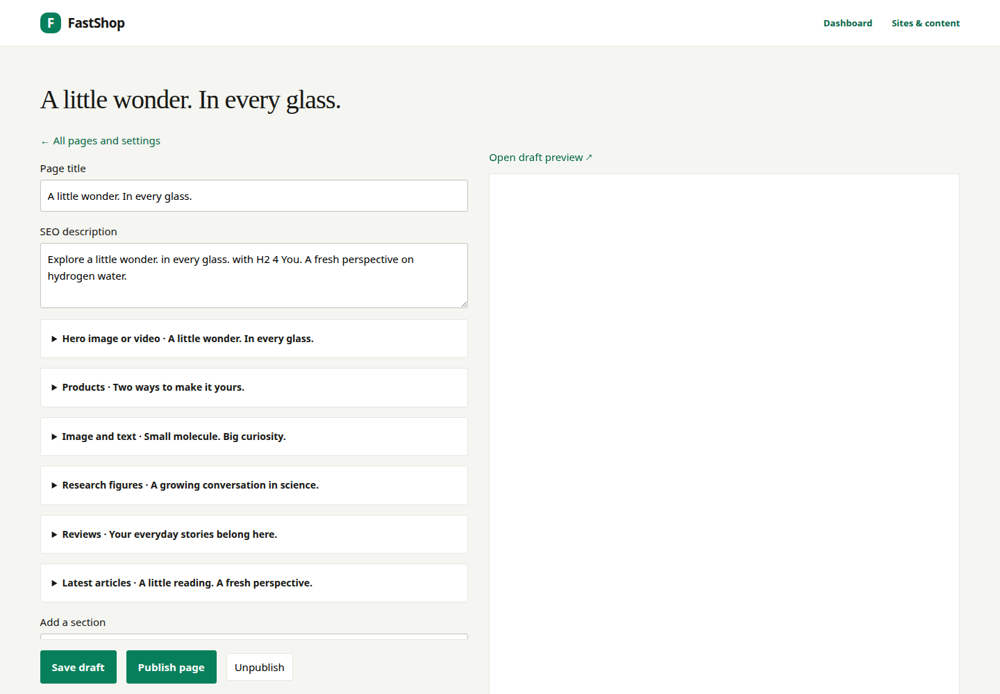 F FastShop
Dashboard
Sites & content
A little wonder. In every glass.
← All pages and settings
Open draft preview ↗
Page title
A little wonder. In every glass.
SEO description
Explore a little wonder. in every glass. with H2 4 You. A fresh perspective on
hydrogen water.
▶ Hero image or video · A little wonder. In every glass.
▶ Products · Two ways to make it yours.
▶ Image and text · Small molecule. Big curiosity.
▶ Research figures · A growing conversation in science.
▶ Reviews · Your everyday stories belong here.
▶ Latest articles · A little reading. A fresh perspective.
Add a section
Save draft
Publish page
Unpublish